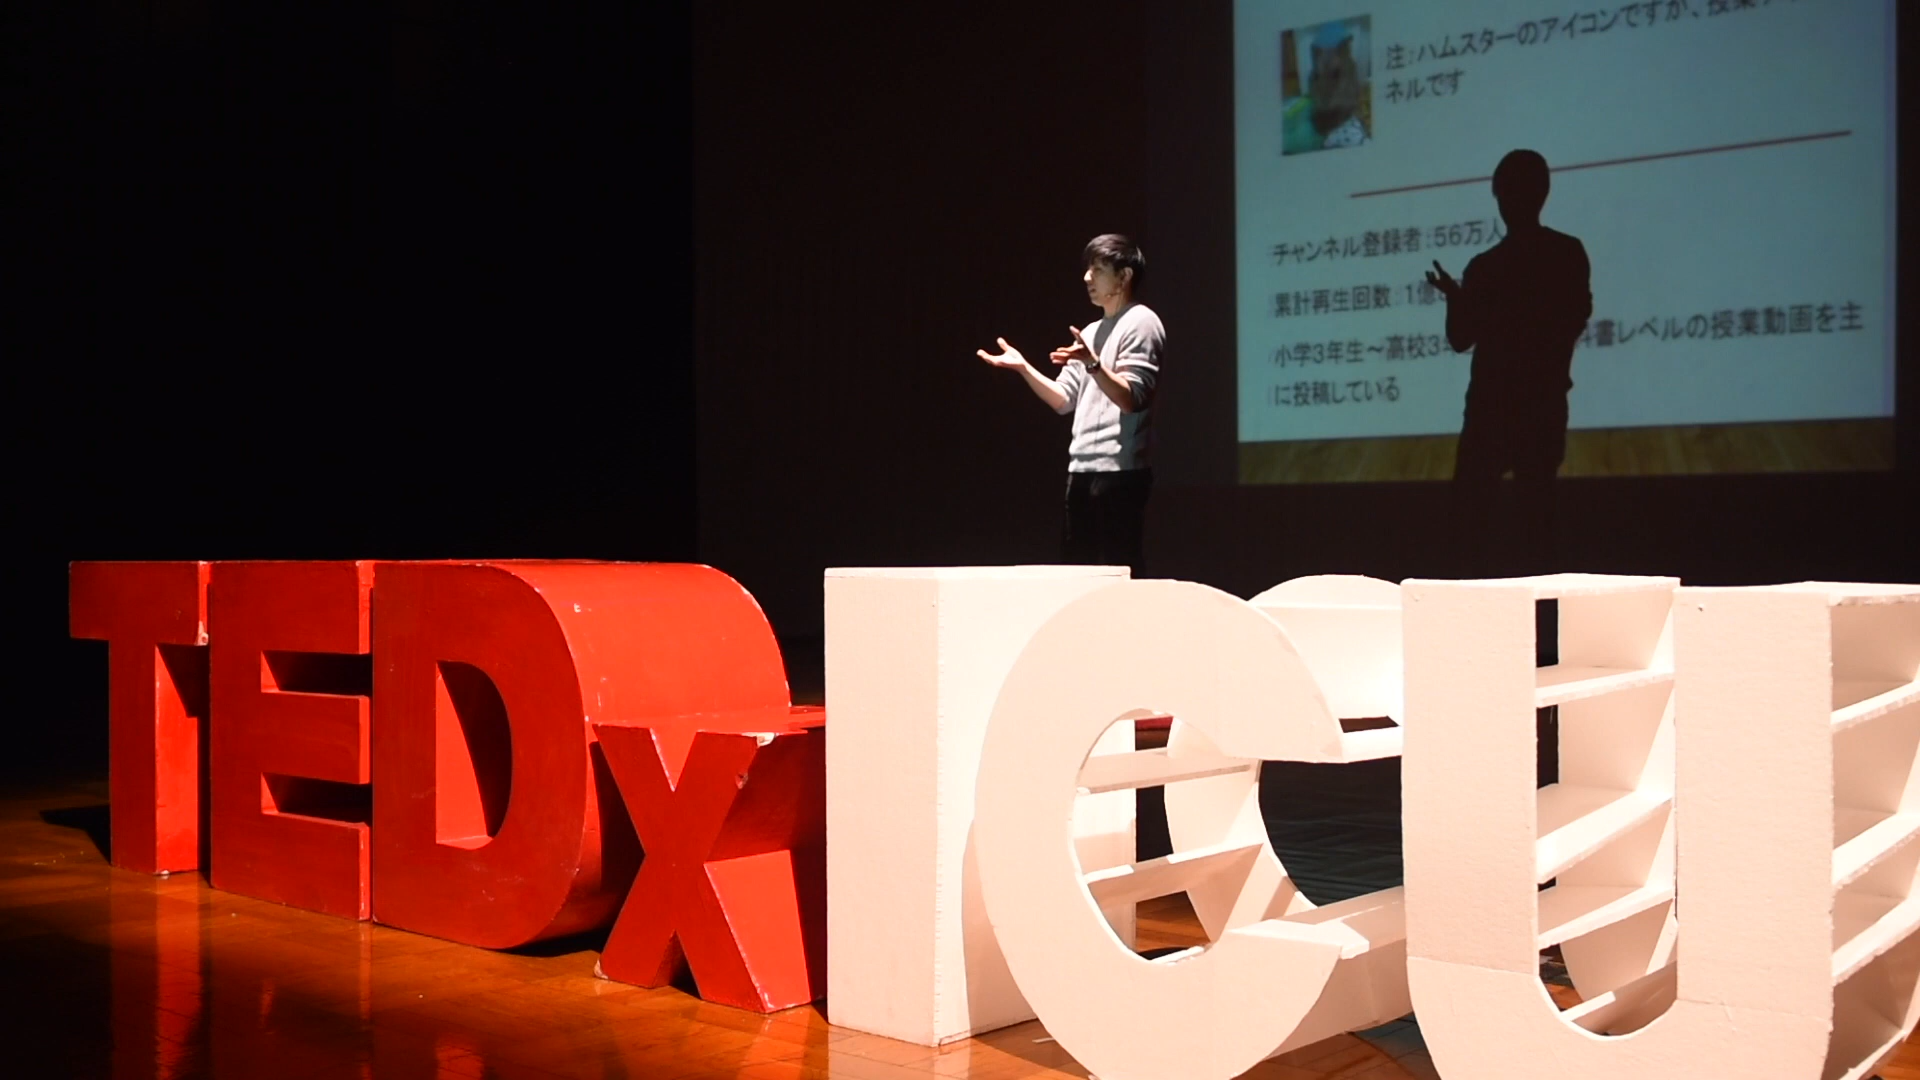 注：ハムスターのアイコンですが、授業
ネルです
チャンネル登録者：56万人
累計再生回数：1億
小学3年生～高校3 書レベルの授業動画を主
に投稿している
TEDxICU